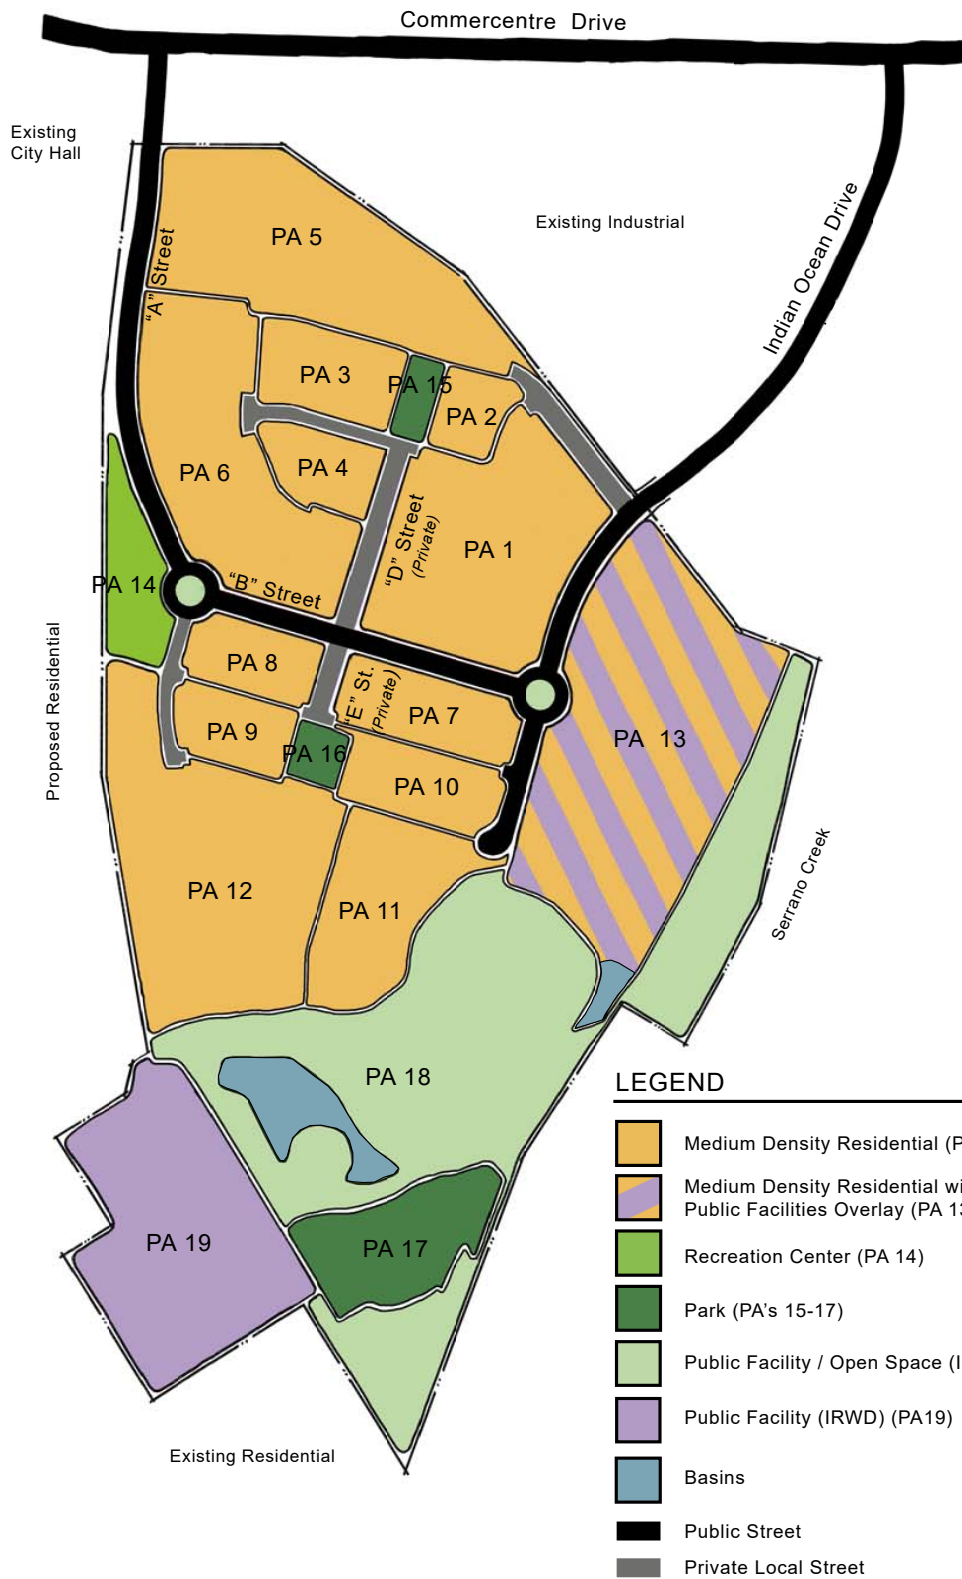 Commercentre Drive
Existing
City Hall
Existing Industrial
Indian Ocean Drive
"A" Street
PA 5
PA 3
PA 15
PA 2
PA 6
PA 4
"D" Street
(Private)
PA 1
PA 14
"B" Street
PA 8
"E" St.
(Private)
PA 7
PA 9
PA 16
PA 13
PA 10
Proposed Residential
PA 12
PA 11
Serrano Creek
PA 18
PA 19
PA 17
Existing Residential
LEGEND
Medium Density Residential (P
Medium Density Residential wi
Public Facilities Overlay (PA 13
Recreation Center (PA 14)
Park (PA's 15-17)
Public Facility / Open Space (I
Public Facility (IRWD) (PA19)
Basins
Public Street
Private Local Street